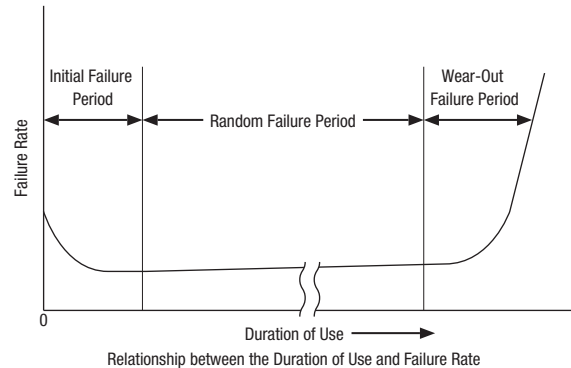 Initial Failure
Period
Wear-Out
Failure Period
Random Failure Period
Failure Rate
0
Duration of Use
Relationship between the Duration of Use and Failure Rate